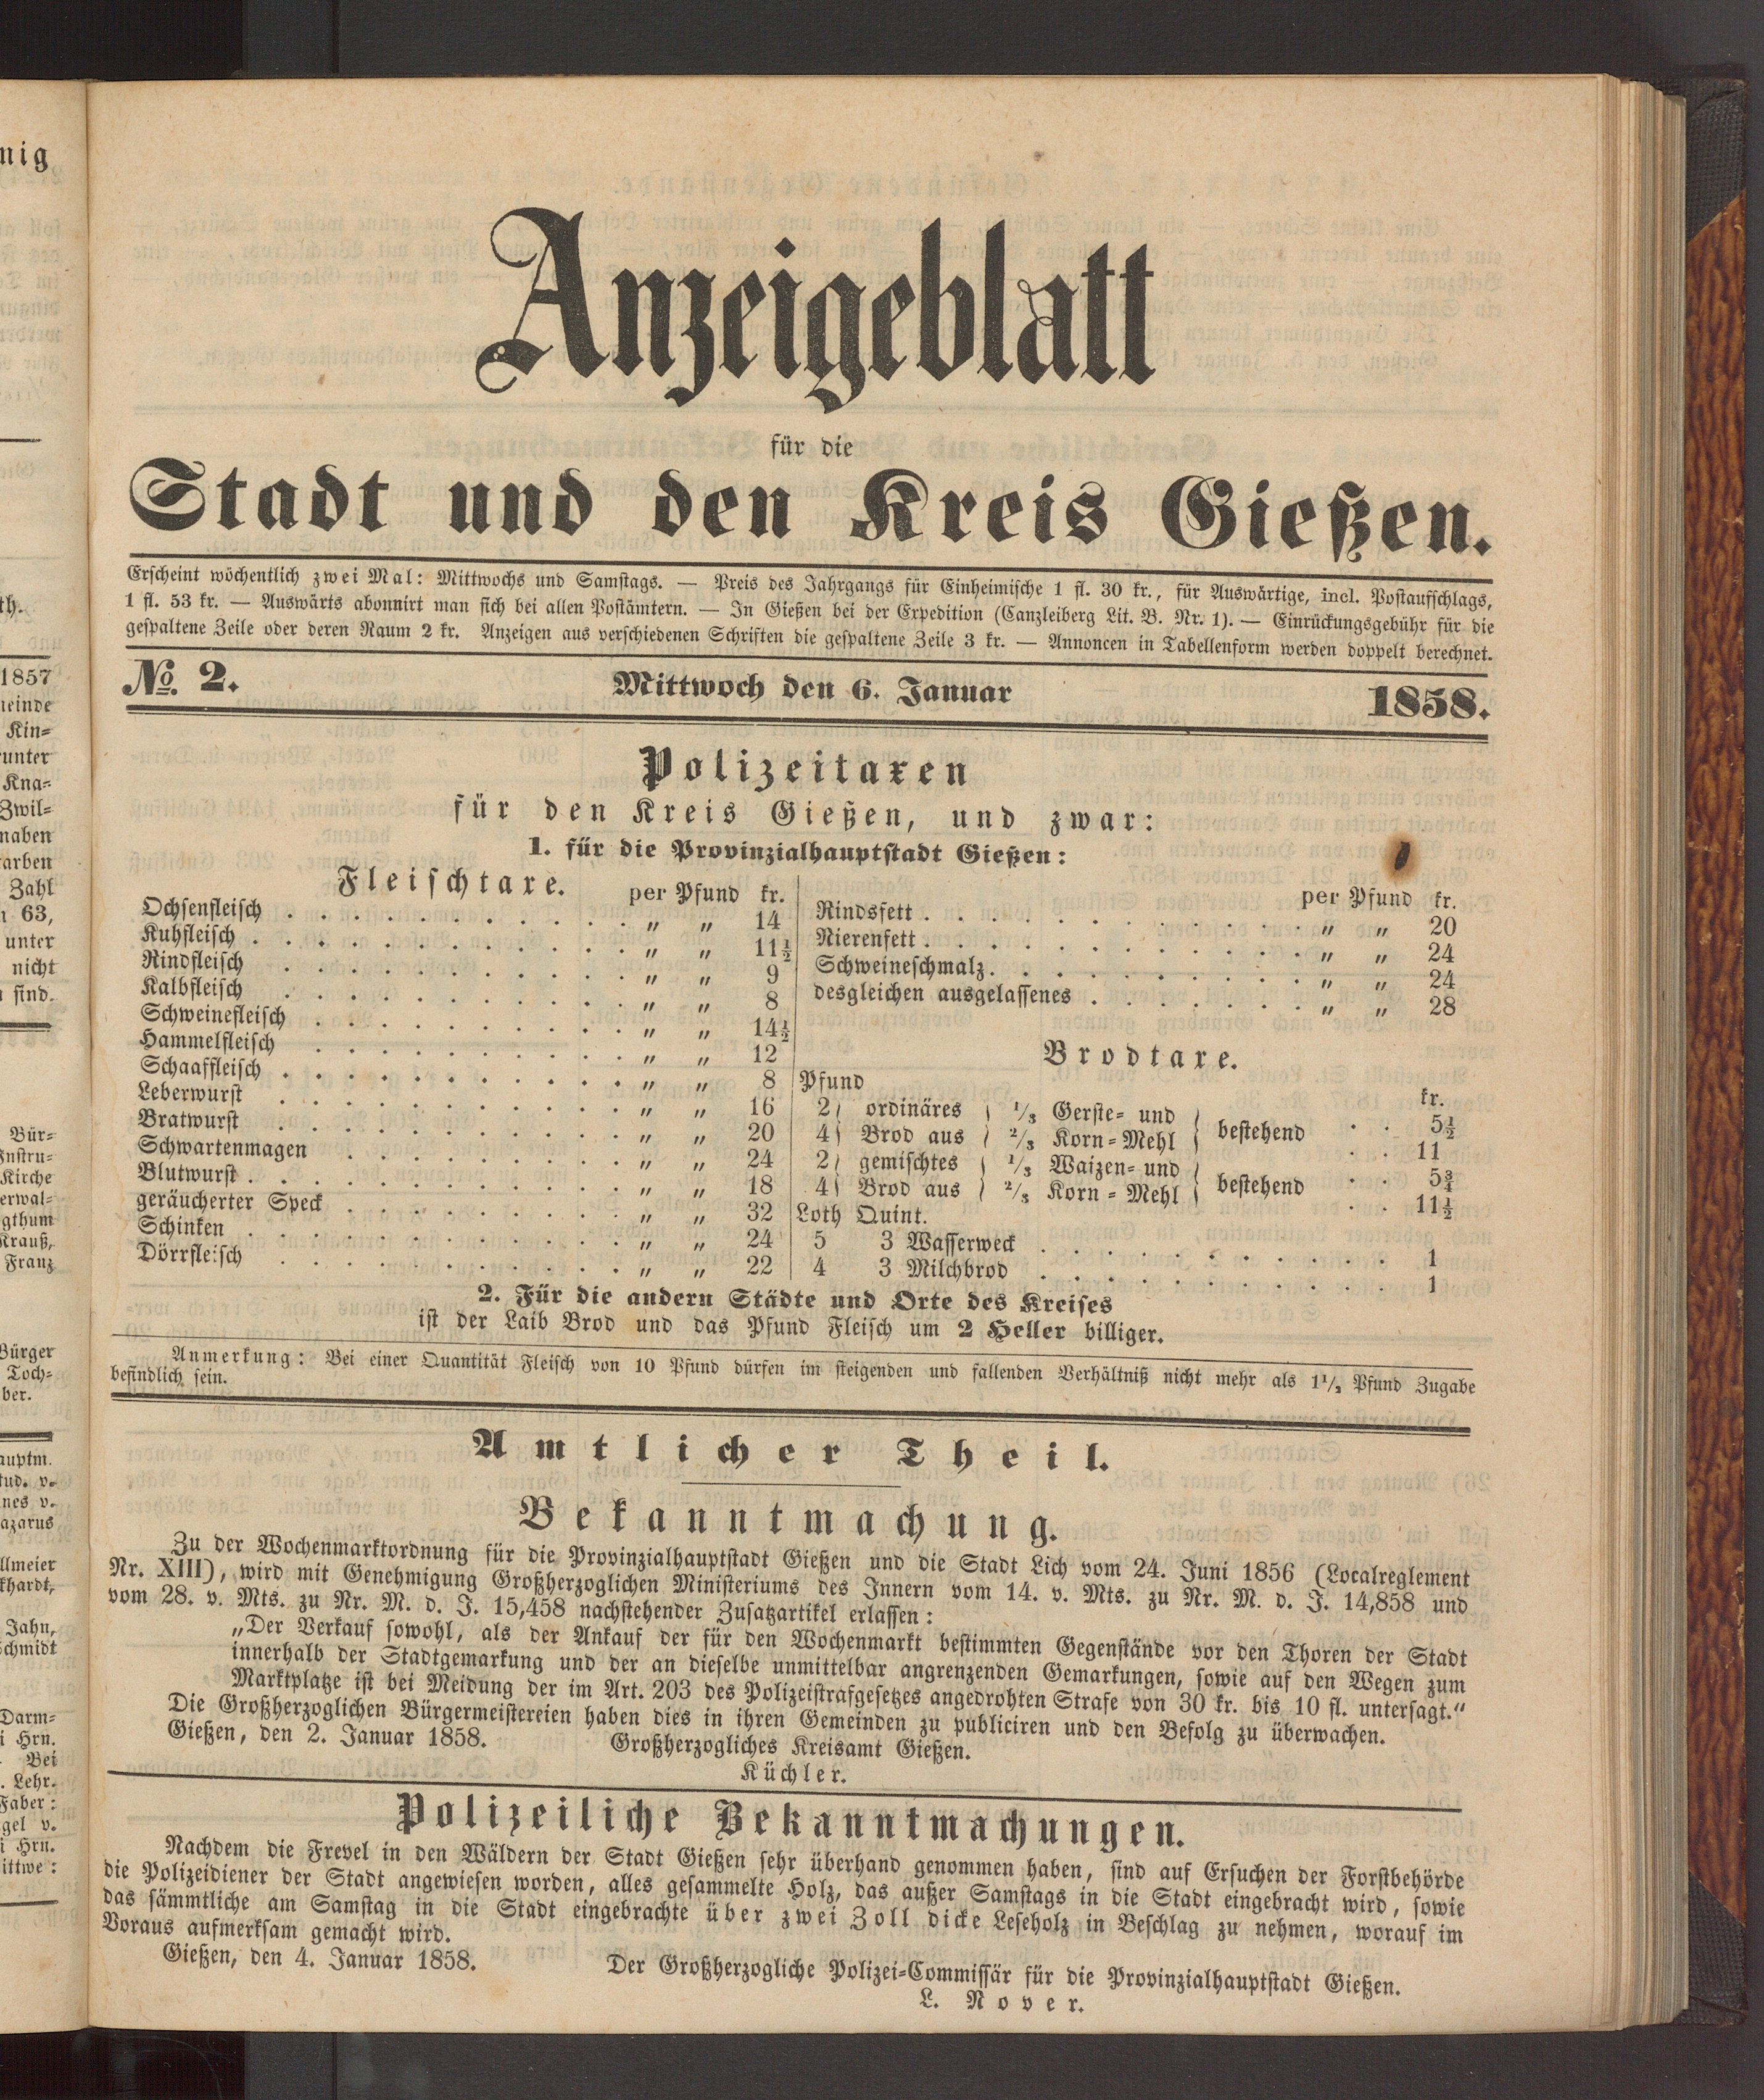 Anzeigeblatt
für die
Stadt und den Kreis Gießen.
Erscheint wöchentlich zwei Mal: Mittwochs und Samstags. — Preis des Jahrgangs für Einheimische 1 fl. 30 kr., für Auswärtige, incl. Postaufschlags,
1 fl. 53 kr. — Auswärts abonnirt man sich bei allen Postämtern. — In Gießen bei der Expedition (Canzleiberg Lit. B. Nr. 1). — Einrückungsgebühr für die
gespaltene Zeile oder deren Raum 2 kr. Anzeigen aus verschiedenen Schriften die gespaltene Zeile 3 kr. — Annoncen in Tabellenform werden doppelt berechnet.
No. 2. Mittwoch den 6. Januar 1858.
Polizeitaxen
für den Kreis Gießen, und zwar:
1. für die Provinzialhauptstadt Gießen:
Fleischtaxe. per Pfund kr.
Ochsenfleisch . . . „ „ 14
Kuhfleisch . . . „ „ 11½
Rindfleisch . . . „ „ 9
Kalbfleisch . . . „ „ 8
Schweinefleisch . . . „ „ 14½
Hammelfleisch . . . „ „ 12
Schaaffleisch . . . „ „ 8
Leberwurst . . . „ „ 16
Bratwurst . . . „ „ 20
Schwartenmagen . . . „ „ 24
Blutwurst . . . „ „ 18
geräucherter Speck . . . „ „ 32
Schinken . . . „ „ 24
Dörrfleisch . . . „ „ 22
per Pfund kr.
Rindsfett . . . „ „ 20
Nierenfett . . . „ „ 24
Schweineschmalz . . . „ „ 24
desgleichen ausgelassenes . . . „ „ 28
Brodtaxe.
Pfund kr.
2 } ordinäres { 1/3 Gerste- und } bestehend . . 5½
4 } Brod aus { 2/3 Korn-Mehl } . . 11
2 } gemischtes { 1/3 Waizen- und } bestehend . . 5¾
4 } Brod aus { 2/3 Korn-Mehl } . . 11½
Loth Quint.
5 3 Wasserweck . . . 1
4 3 Milchbrod . . . 1
2. Für die andern Städte und Orte des Kreises
ist der Laib Brod und das Pfund Fleisch um 2 Heller billiger.
Anmerkung: Bei einer Quantität Fleisch von 10 Pfund dürfen im steigenden und fallenden Verhältniß nicht mehr als 1½ Pfund Zugabe
befindlich sein.
Amtlicher Theil.
Bekanntmachung.
Zu der Wochenmarktordnung für die Provinzialhauptstadt Gießen und die Stadt Lich vom 24. Juni 1856 (Localreglement
Nr. XIII), wird mit Genehmigung Großherzoglichen Ministeriums des Innern vom 14. v. Mts. zu Nr. M. d. J. 14,858 und
vom 28. v. Mts. zu Nr. M. d. J. 15,458 nachstehender Zusatzartikel erlassen:
„Der Verkauf sowohl, als der Ankauf der für den Wochenmarkt bestimmten Gegenstände vor den Thoren der Stadt
innerhalb der Stadtgemarkung und der an dieselbe unmittelbar angrenzenden Gemarkungen, sowie auf den Wegen zum
Marktplatze ist bei Meidung der im Art. 203 des Polizeistrafgesetzes angedrohten Strafe von 30 kr. bis 10 fl. untersagt.“
Die Großherzoglichen Bürgermeistereien haben dies in ihren Gemeinden zu publiciren und den Befolg zu überwachen.
Gießen, den 2. Januar 1858. Großherzogliches Kreisamt Gießen.
Küchler.
Polizeiliche Bekanntmachungen.
Nachdem die Frevel in den Wäldern der Stadt Gießen sehr überhand genommen haben, sind auf Ersuchen der Forstbehörde
die Polizeidiener der Stadt angewiesen worden, alles gesammelte Holz, das außer Samstags in die Stadt eingebracht wird, sowie
das sämmtliche am Samstag in die Stadt eingebrachte über zwei Zoll dicke Leseholz in Beschlag zu nehmen, worauf im
Voraus aufmerksam gemacht wird.
Gießen, den 4. Januar 1858. Der Großherzogliche Polizei-Commissär für die Provinzialhauptstadt Gießen.
L. Nover.